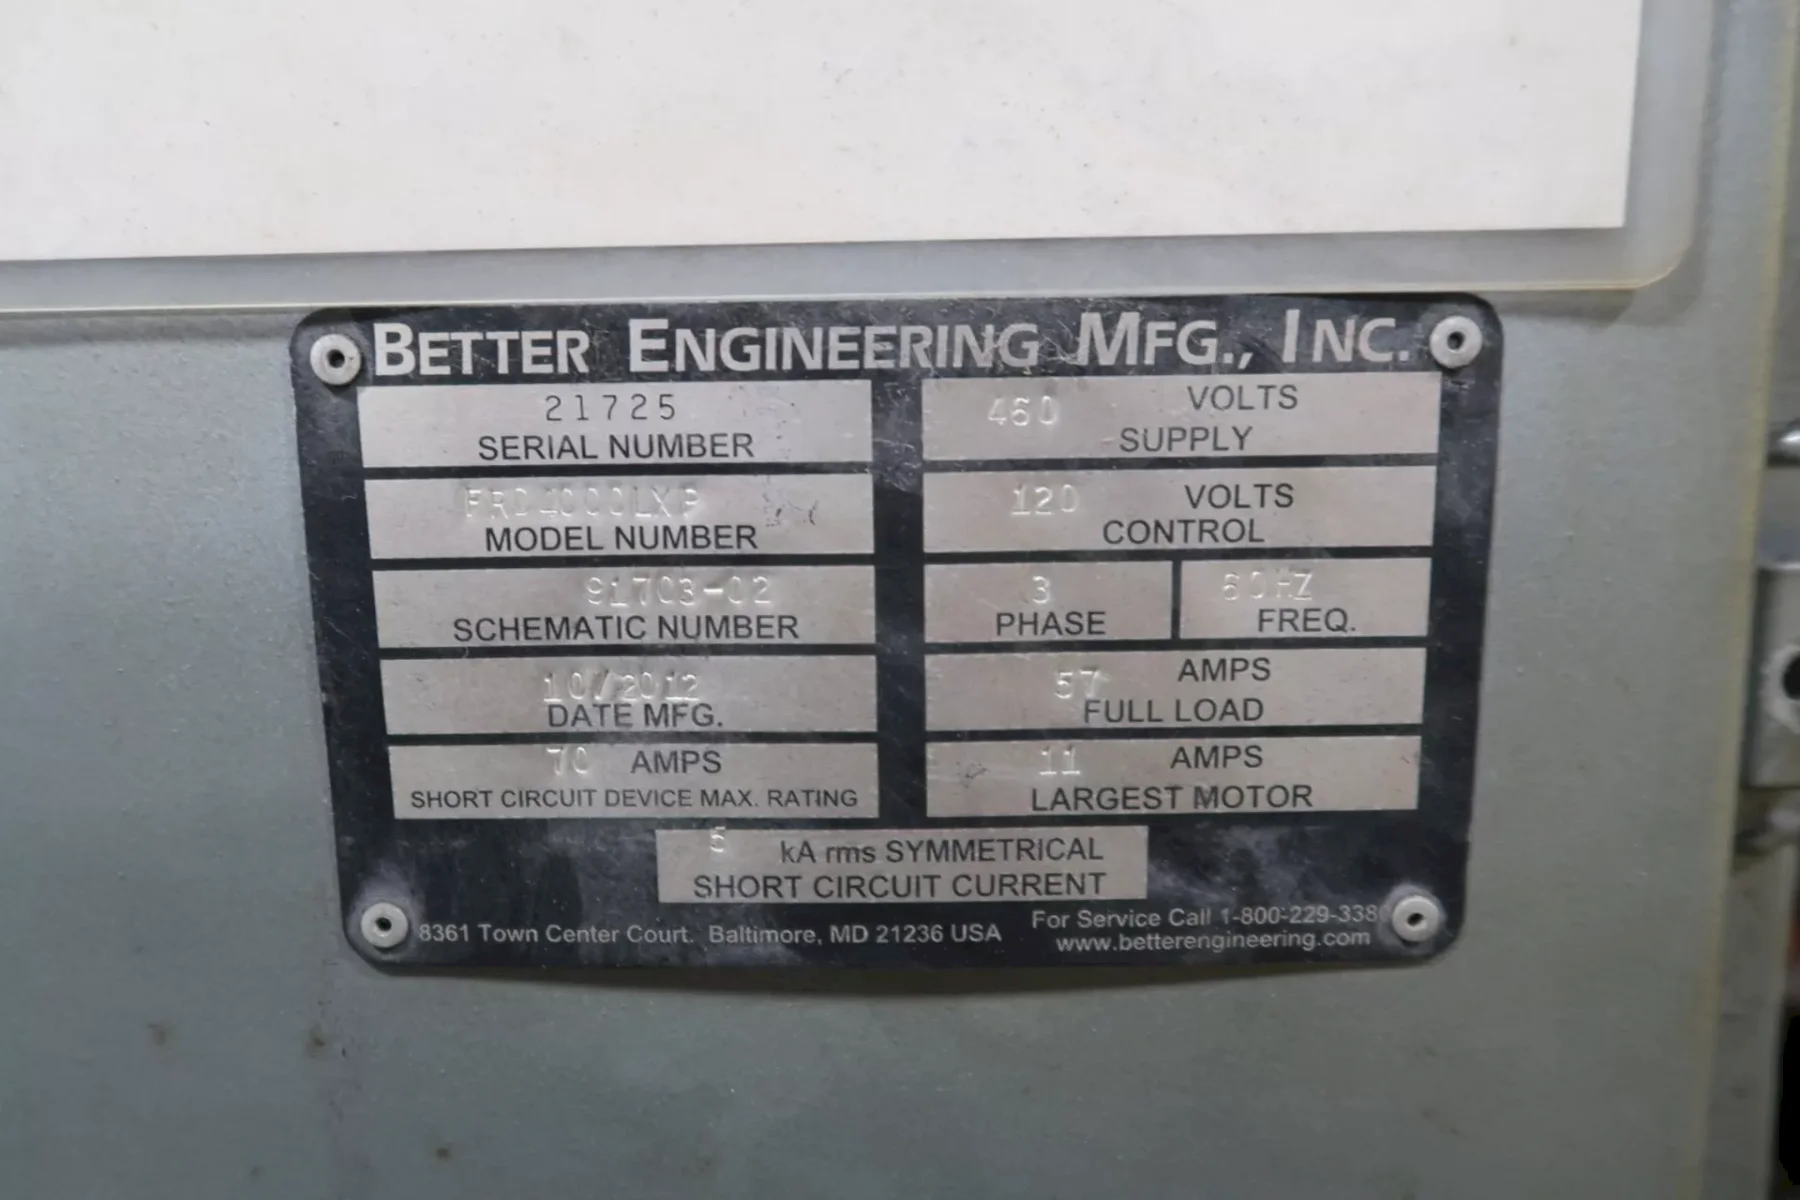 BETTER ENGINEERING MFG., INC.
21725
SERIAL NUMBER
460 VOLTS
SUPPLY
FRD4000LXP
MODEL NUMBER
120 VOLTS
CONTROL
91703-02
SCHEMATIC NUMBER
3
PHASE
60HZ
FREQ.
10/2012
DATE MFG.
57 AMPS
FULL LOAD
70 AMPS
SHORT CIRCUIT DEVICE MAX. RATING
11 AMPS
LARGEST MOTOR
5 kA rms SYMMETRICAL
SHORT CIRCUIT CURRENT
8361 Town Center Court. Baltimore, MD 21236 USA
For Service Call
www.betterengineering.com